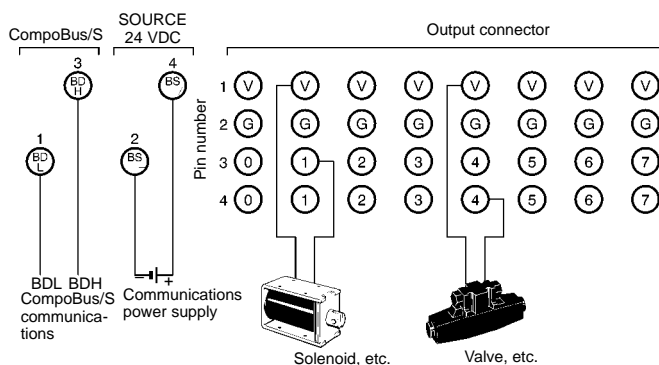 CompoBus/S
SOURCE
24 VDC
Output connector
3
4
BD
H
BS
1
BD
L
2
BS
–
Pin number
1 V V V V V V V
2 G G G G G G G
3 0 1 2 3 4 5 6 7
4 0 1 2 3 4 5 6 7
– +
BDL BDH
CompoBus/S
communica-
tions
Communications
power supply
Solenoid, etc.
Valve, etc.